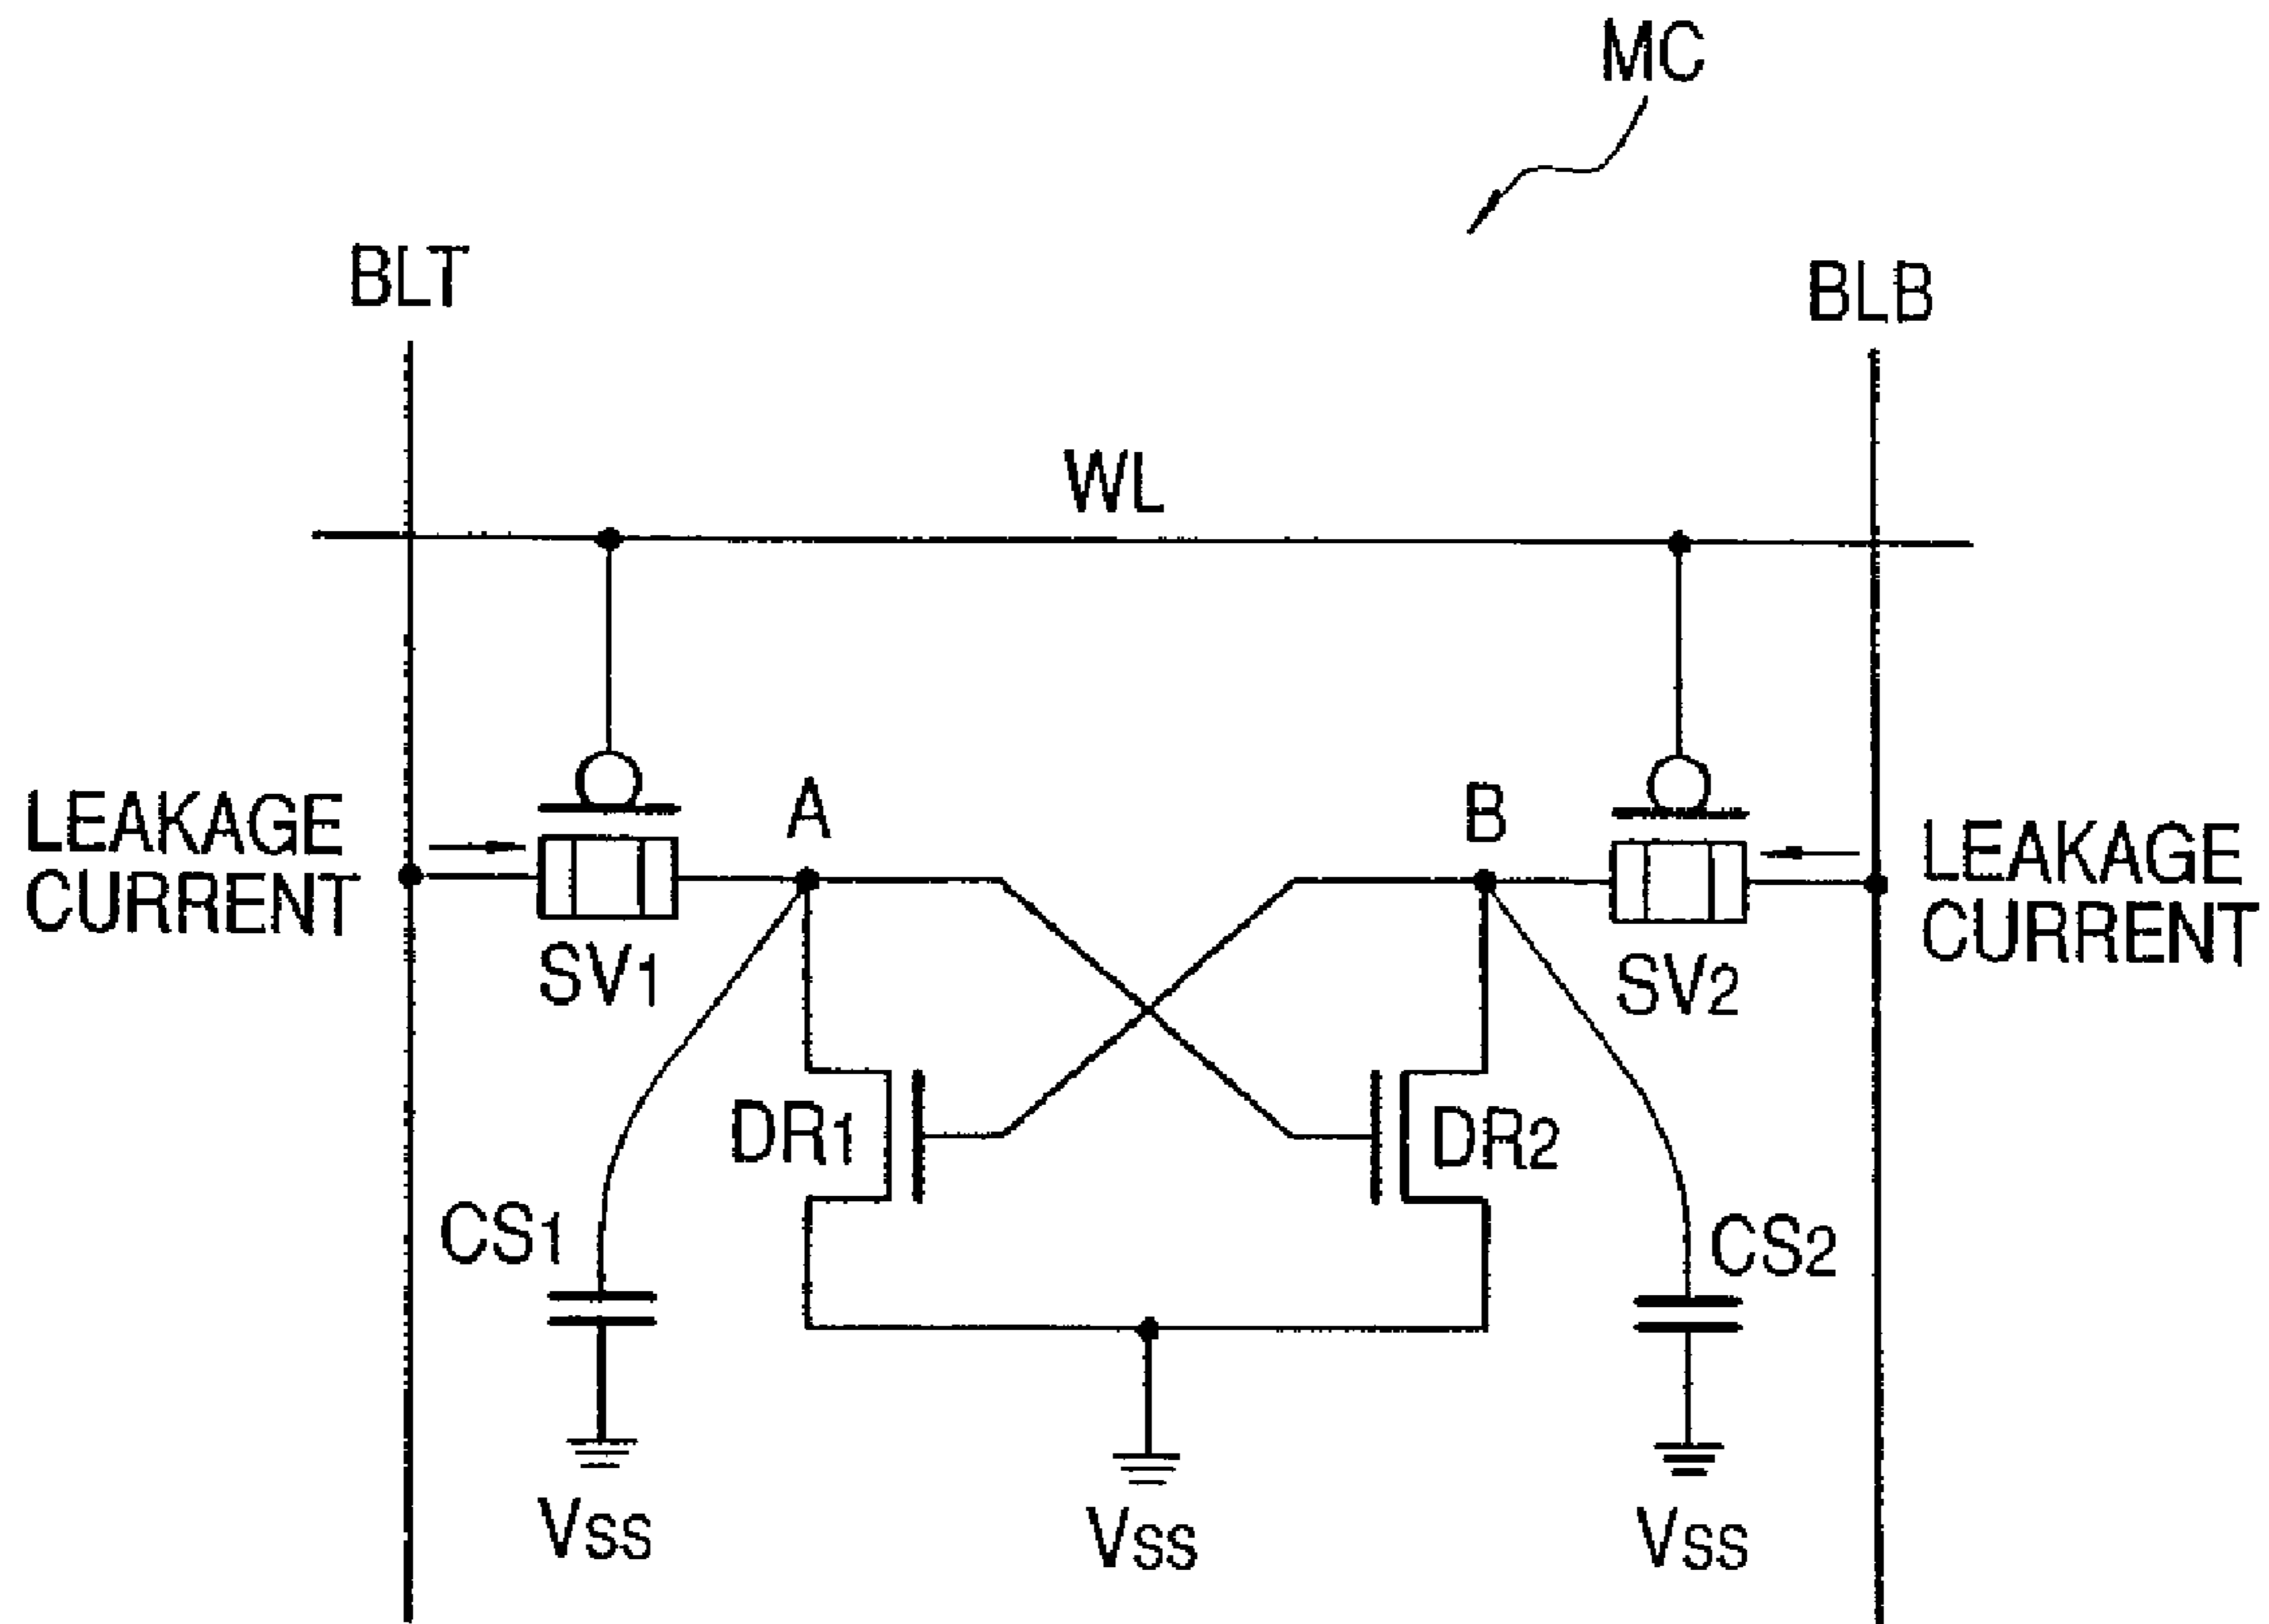 MC
BLT
BLB
WL
LEAKAGE
CURRENT
SV1
A
B
SV2
LEAKAGE
CURRENT
DR1
DR2
CS1
CS2
VSS
VSS
VSS